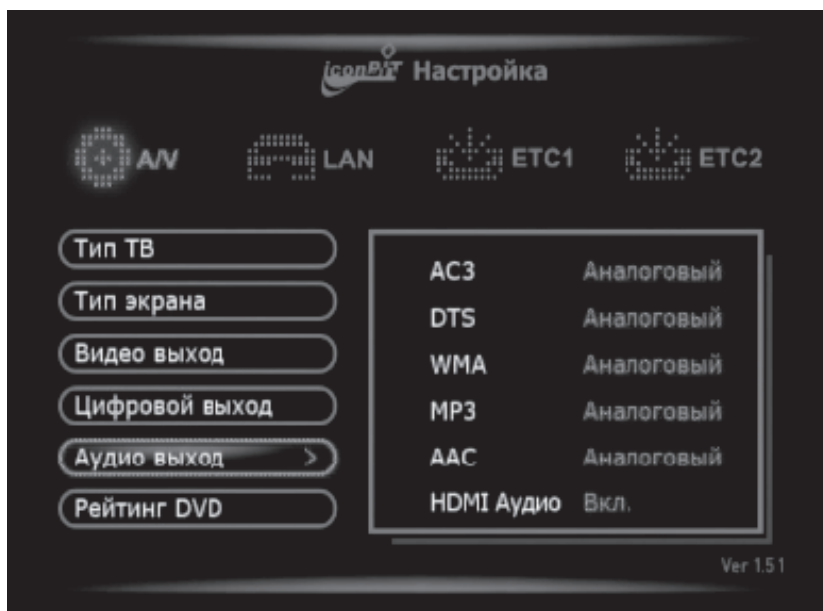 iconBIT Настройка
A/V LAN ETC1 ETC2
Тип ТВ
Тип экрана
Видео выход
Цифровой выход
Аудио выход >
Рейтинг DVD
AC3 Аналоговый
DTS Аналоговый
WMA Аналоговый
MP3 Аналоговый
AAC Аналоговый
HDMI Аудио Вкл.
Ver 1.51